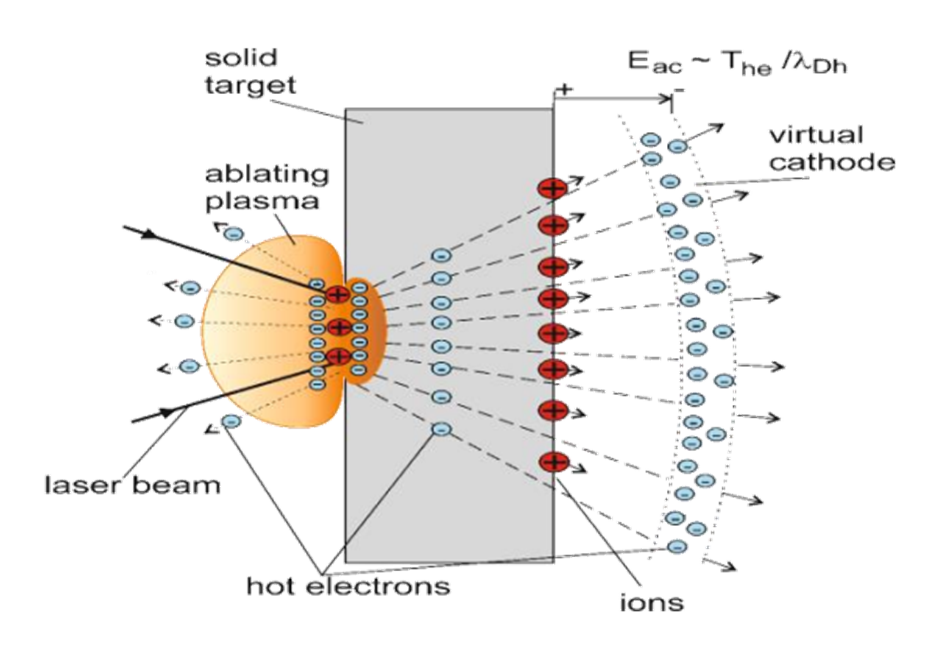 solid
target
E_ac ~ T_he /λ_Dh
+
-
virtual
cathode
ablating
plasma
laser beam
hot electrons
ions